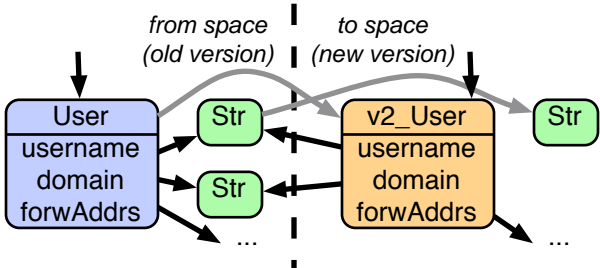 from space
(old version)
to space
(new version)
User
username
domain
forwAddrs
Str
Str
...
v2_User
username
domain
forwAddrs
...
Str